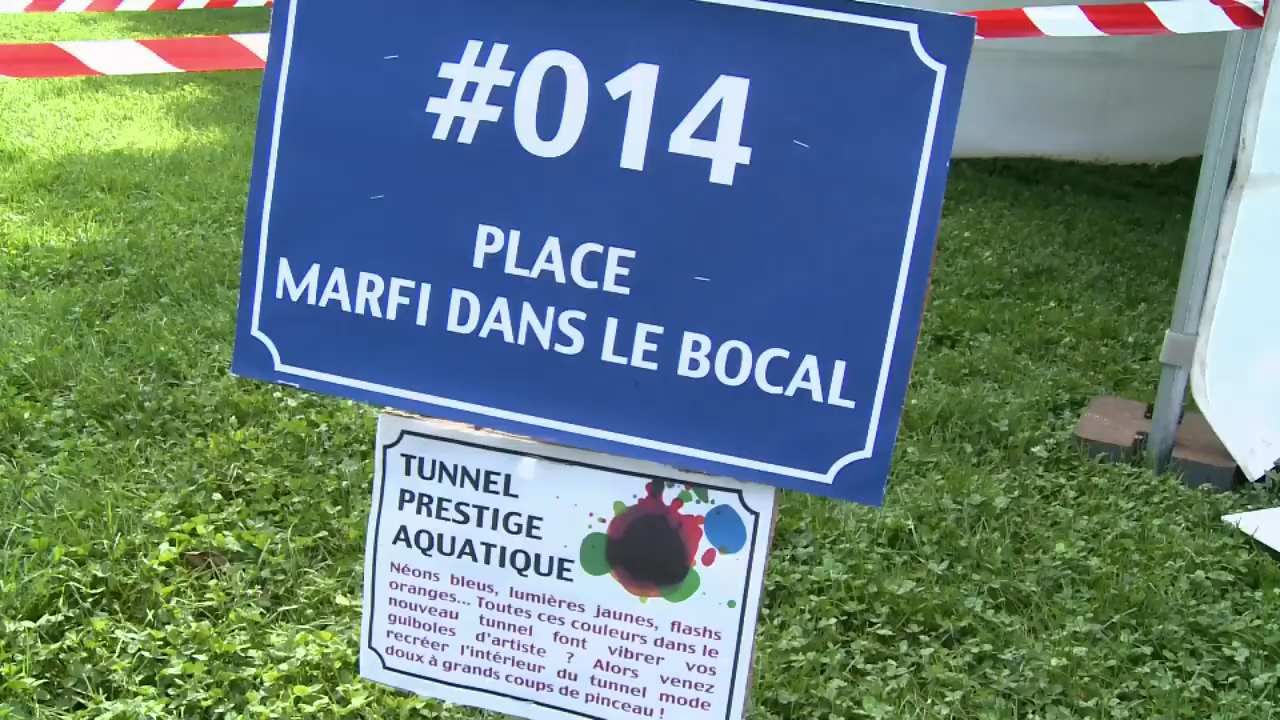 #014
PLACE
MARFI DANS LE BOCAL
TUNNEL
PRESTIGE
AQUATIQUE
Néons bleus, lumières jaunes, flashs
oranges... Toutes ces couleurs dans le
nouveau tunnel font vibrer vos
guiboles d'artiste ? Alors venez
recréer l'intérieur du tunnel mode
doux à grands coups de pinceau !